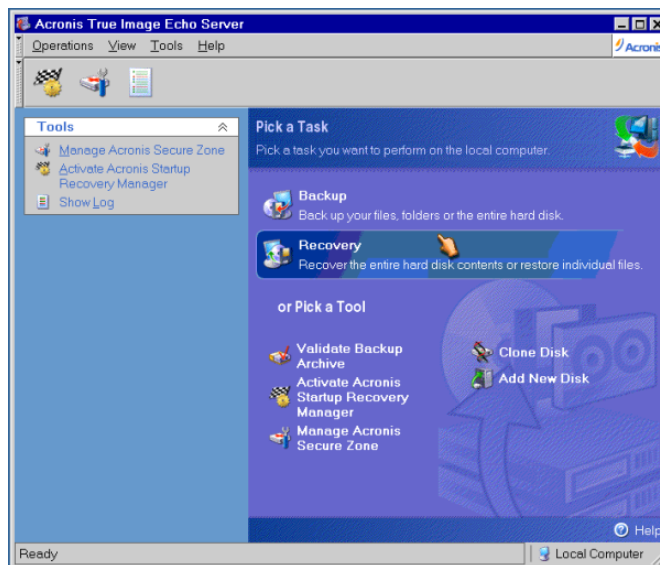 Acronis True Image Echo Server
Operations View Tools Help
Acronis
Tools
Manage Acronis Secure Zone
Activate Acronis Startup
Recovery Manager
Show Log
Pick a Task
Pick a task you want to perform on the local computer.
Backup
Back up your files, folders or the entire hard disk.
Recovery
Recover the entire hard disk contents or restore individual files.
or Pick a Tool
Validate Backup
Archive
Activate Acronis
Startup Recovery
Manager
Manage Acronis
Secure Zone
Clone Disk
Add New Disk
Help
Ready
Local Computer